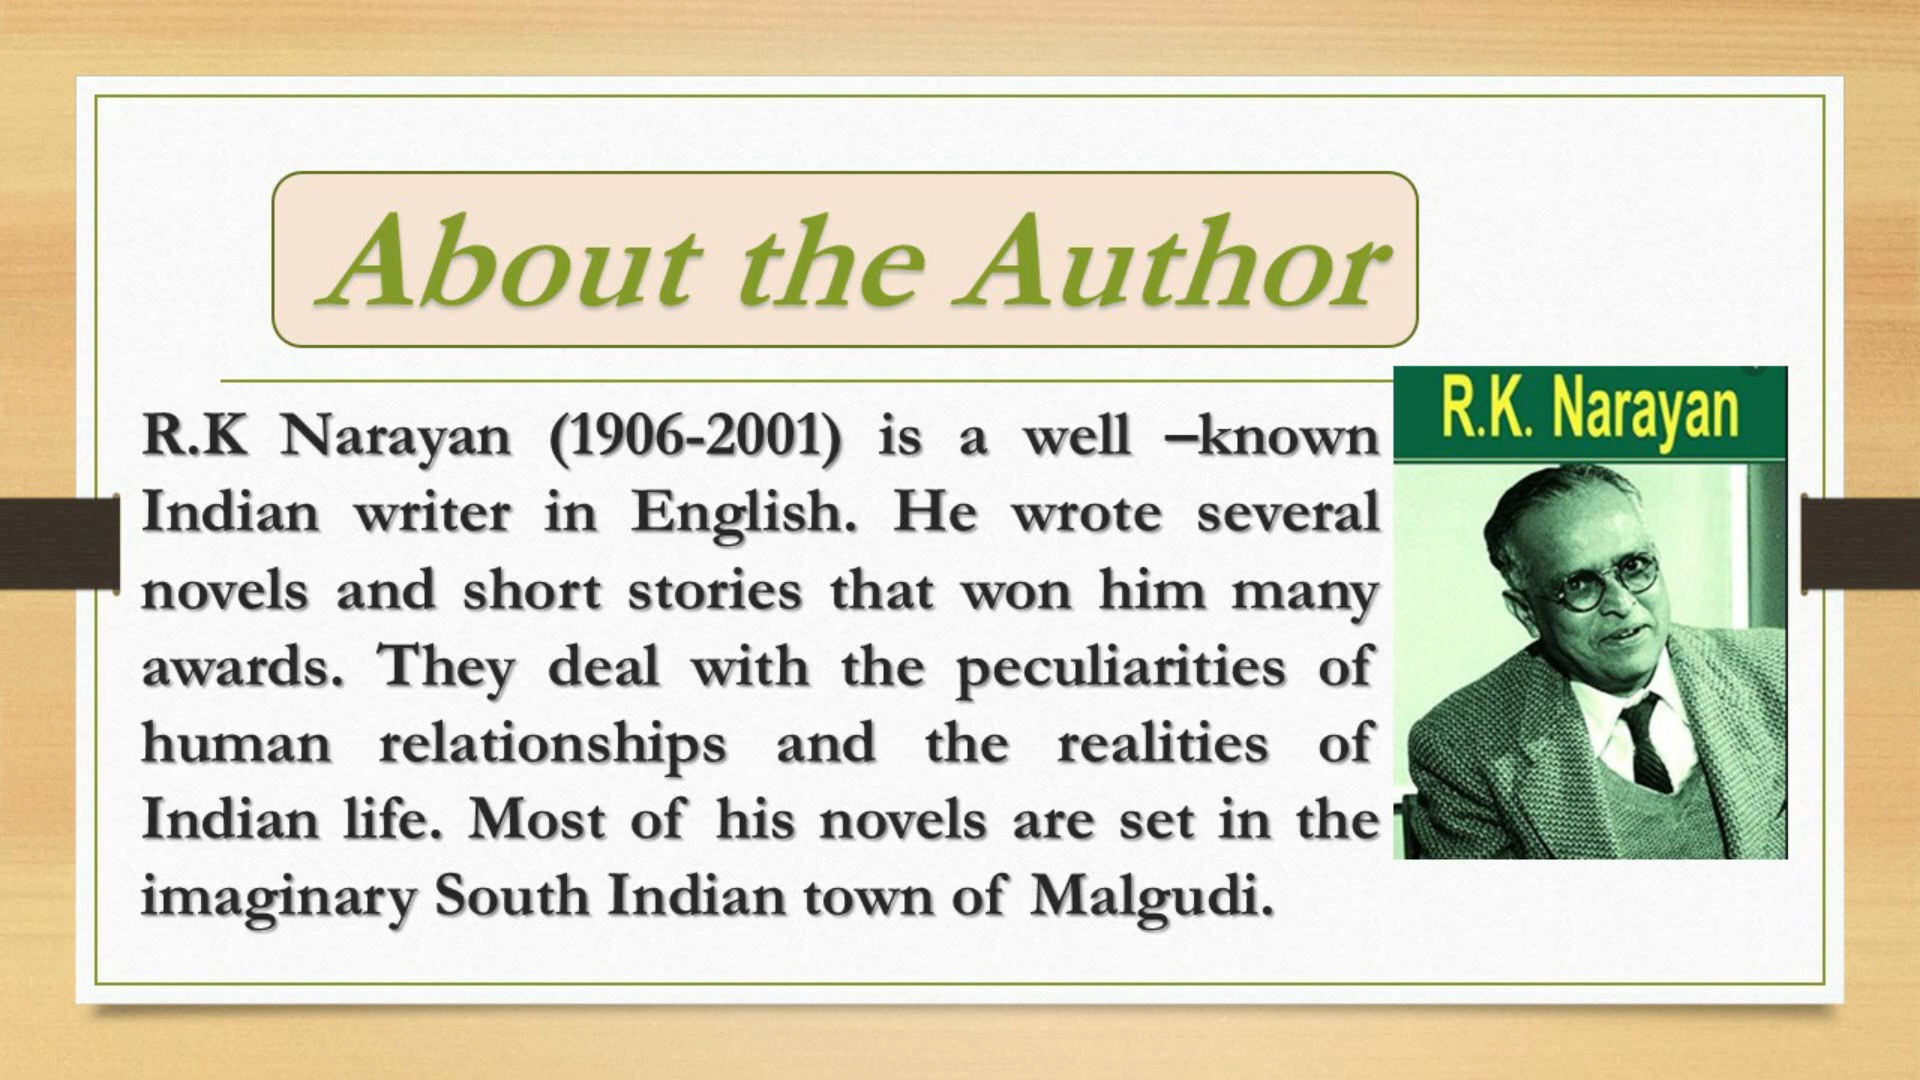 About the Author
R.K Narayan (1906-2001) is a well –known
Indian writer in English. He wrote several
novels and short stories that won him many
awards. They deal with the peculiarities of
human relationships and the realities of
Indian life. Most of his novels are set in the
imaginary South Indian town of Malgudi.
R.K. Narayan